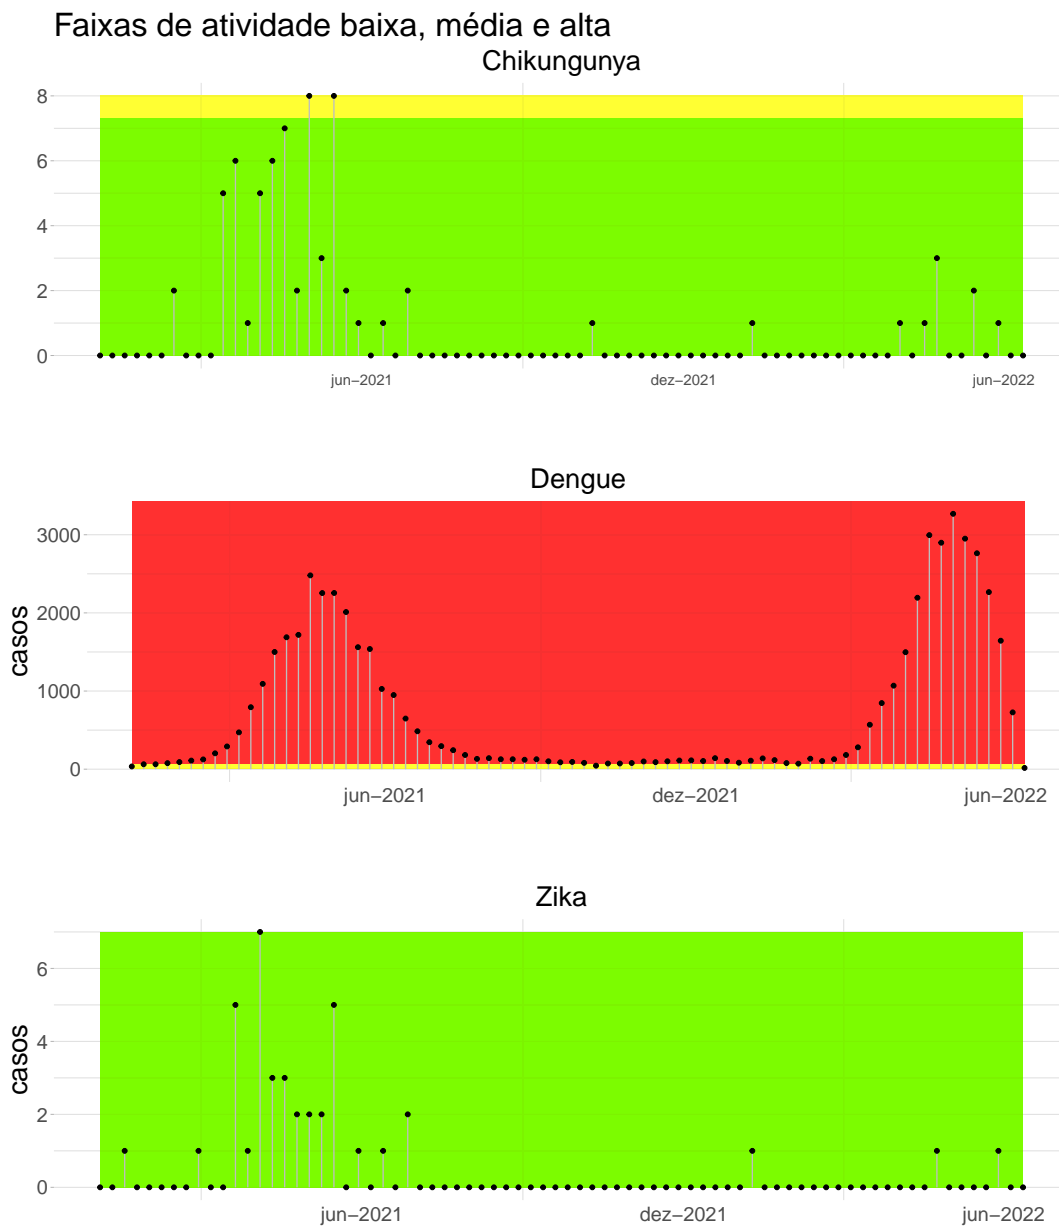 Faixas de atividade baixa, média e alta
Chikungunya
8
6
4
2
0
jun−2021 dez−2021 jun−2022
Dengue
3000
2000
1000
0
casos
jun−2021 dez−2021 jun−2022
Zika
6
4
2
0
casos
jun−2021 dez−2021 jun−2022